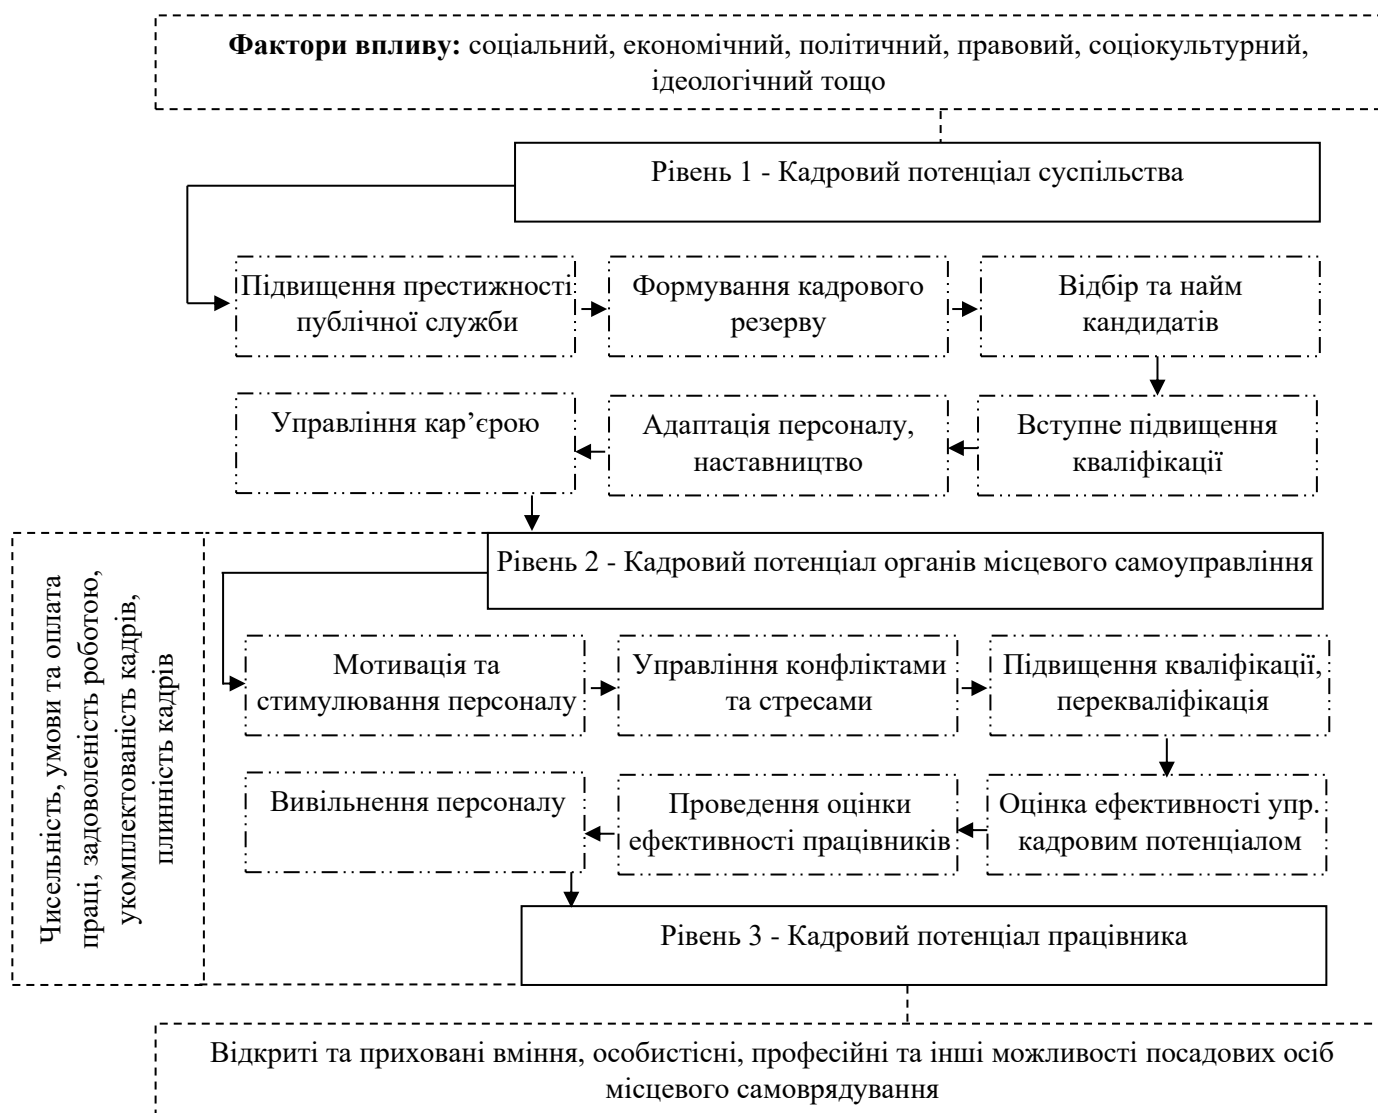 Фактори впливу: соціальний, економічний, політичний, правовий, соціокультурний,
ідеологічний тощо
Рівень 1 - Кадровий потенціал суспільства
Підвищення престижності
публічної служби
Формування кадрового
резерву
Відбір та найм
кандидатів
Управління кар’єрою
Адаптація персоналу,
наставництво
Вступне підвищення
кваліфікації
Чисельність, умови та оплата
праці, задоволеність роботою,
укомплектованість кадрів,
плинність кадрів
Рівень 2 - Кадровий потенціал органів місцевого самоуправління
Мотивація та
стимулювання персоналу
Управління конфліктами
та стресами
Підвищення кваліфікації,
перекваліфікація
Вивільнення персоналу
Проведення оцінки
ефективності працівників
Оцінка ефективності упр.
кадровим потенціалом
Рівень 3 - Кадровий потенціал працівника
Відкриті та приховані вміння, особистісні, професійні та інші можливості посадових осіб
місцевого самоврядування